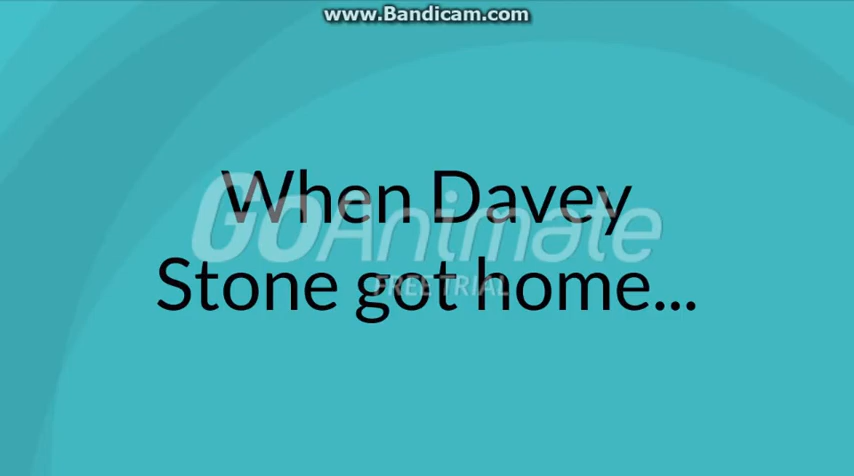 www.Bandicam.com
When Davey
GoAnimate
Stone got home...
FREE TRIAL